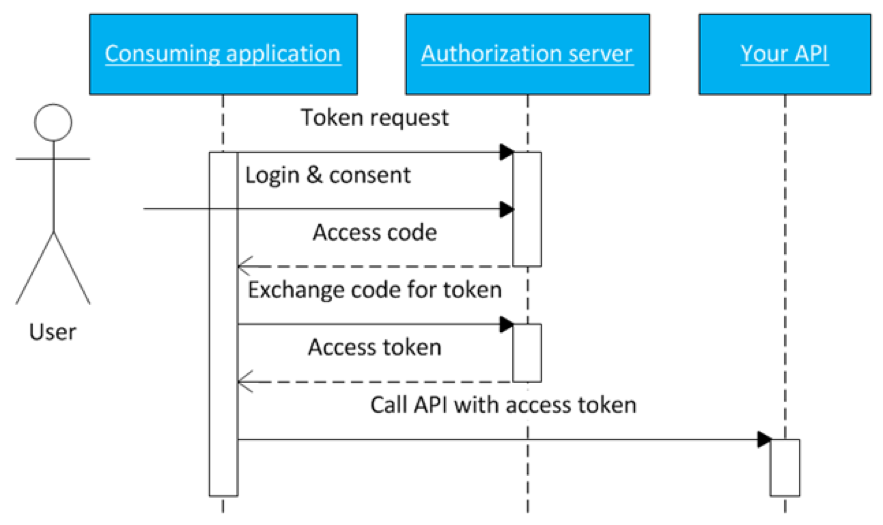 Consuming application
Authorization server
Your API
Token request
Login & consent
Access code
Exchange code for token
User
Access token
Call API with access token